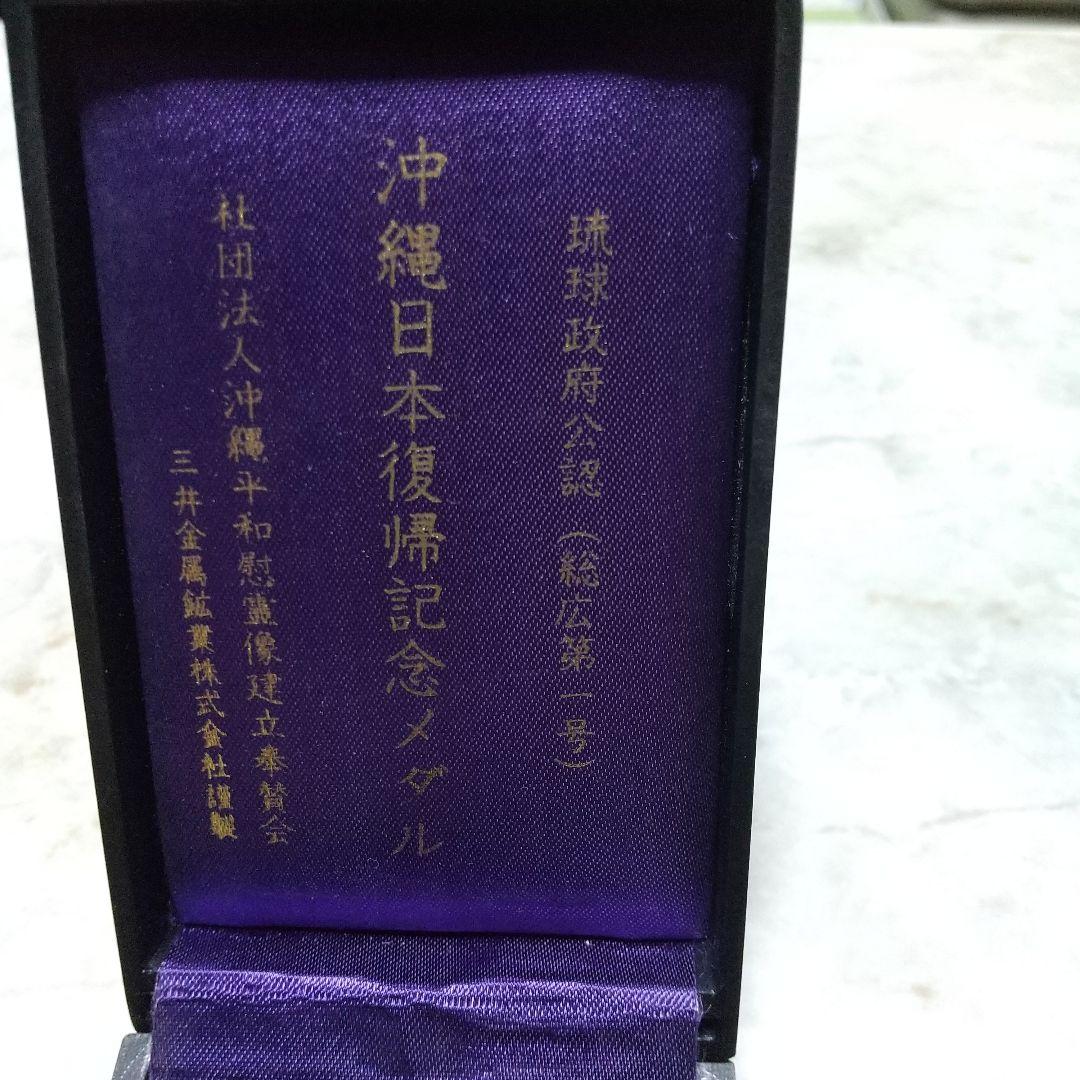 琉球政府公認（総広第一号）
沖縄日本復帰記念メダル
社団法人沖縄平和慰霊像建立奉賛会
三井金属鉱業株式会社謹製